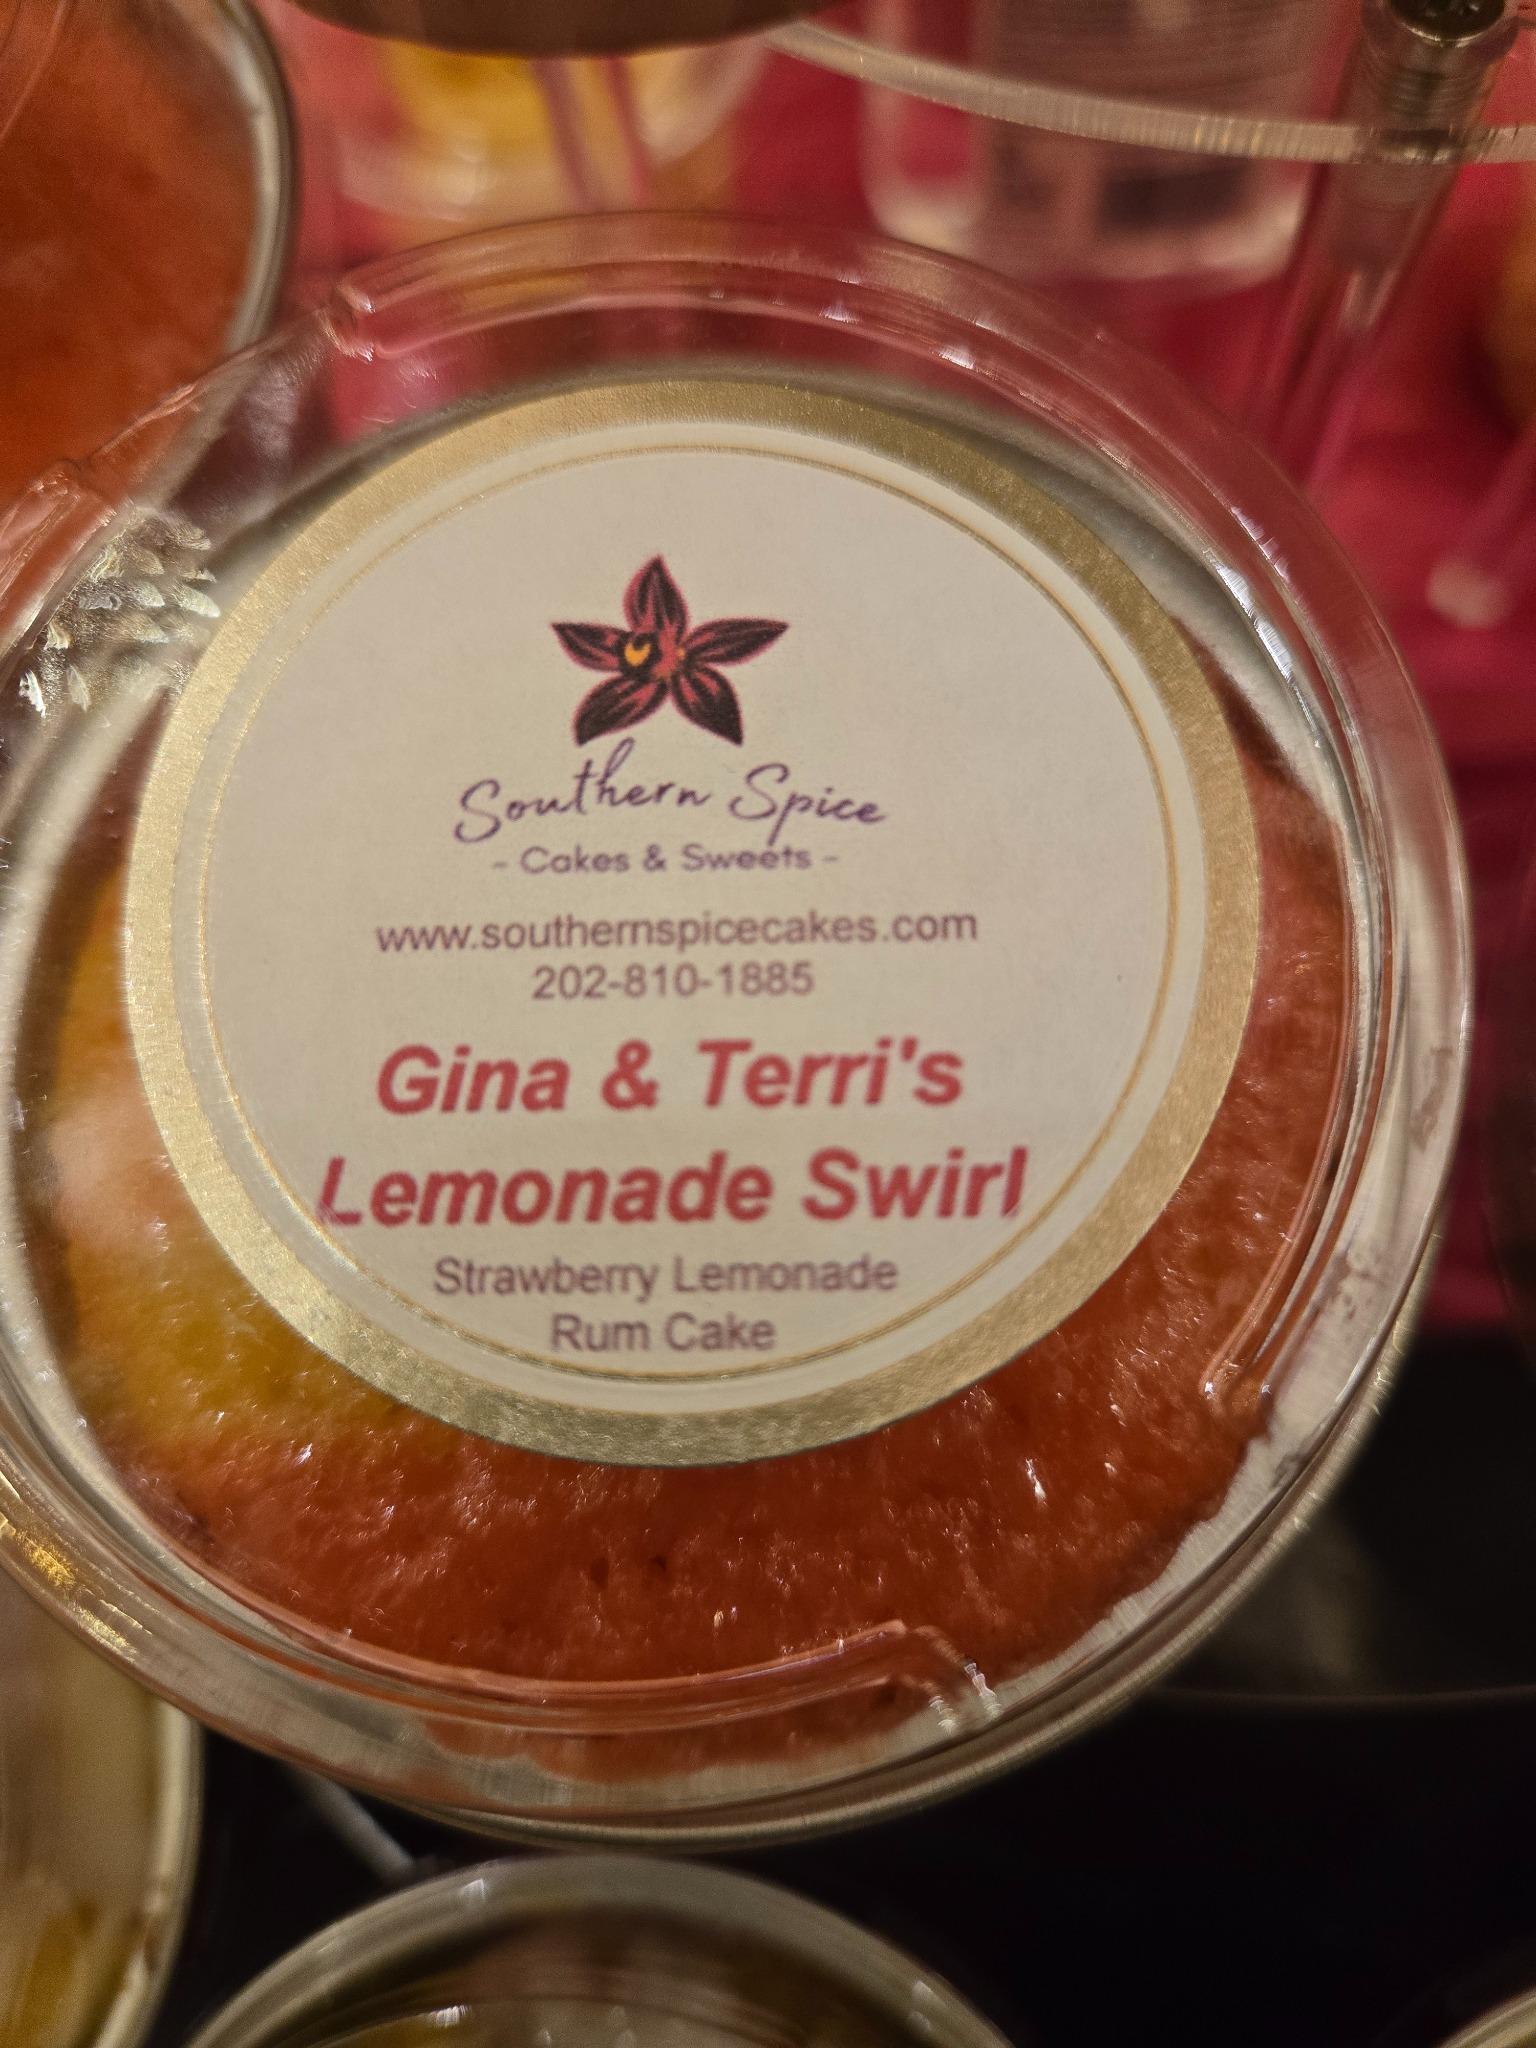 Southern Spice
- Cakes & Sweets -
www.southernspicecakes.com
202-810-1885
Gina & Terri's
Lemonade Swirl
Strawberry Lemonade
Rum Cake